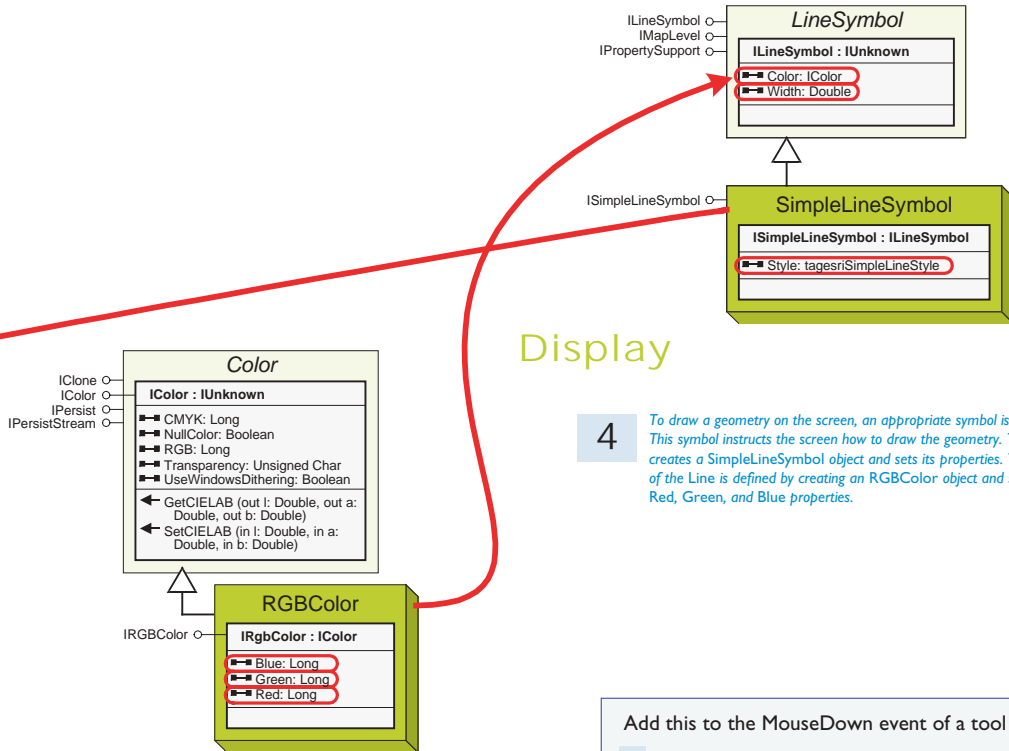 LineSymbol
ILineSymbol
IMapLevel
IPropertySupport
ILineSymbol : IUnknown
Color: IColor
Width: Double
SimpleLineSymbol
ISimpleLineSymbol
ISimpleLineSymbol : ILineSymbol
Style: tagesriSimpleLineStyle
Display
Color
IClone
IColor
IPersist
IPersistStream
IColor : IUnknown
CMYK: Long
NullColor: Boolean
RGB: Long
Transparency: Unsigned Char
UseWindowsDithering: Boolean
GetCIELAB (out l: Double, out a:
Double, out b: Double)
SetCIELAB (in l: Double, in a:
Double, in b: Double)
4
To draw a geometry on the screen, an appropriate symbol is
This symbol instructs the screen how to draw the geometry.
creates a SimpleLineSymbol object and sets its properties.
of the Line is defined by creating an RGBColor object and
Red, Green, and Blue properties.
RGBColor
IRGBColor
IRgbColor : IColor
Blue: Long
Green: Long
Red: Long
Add this to the MouseDown event of a tool